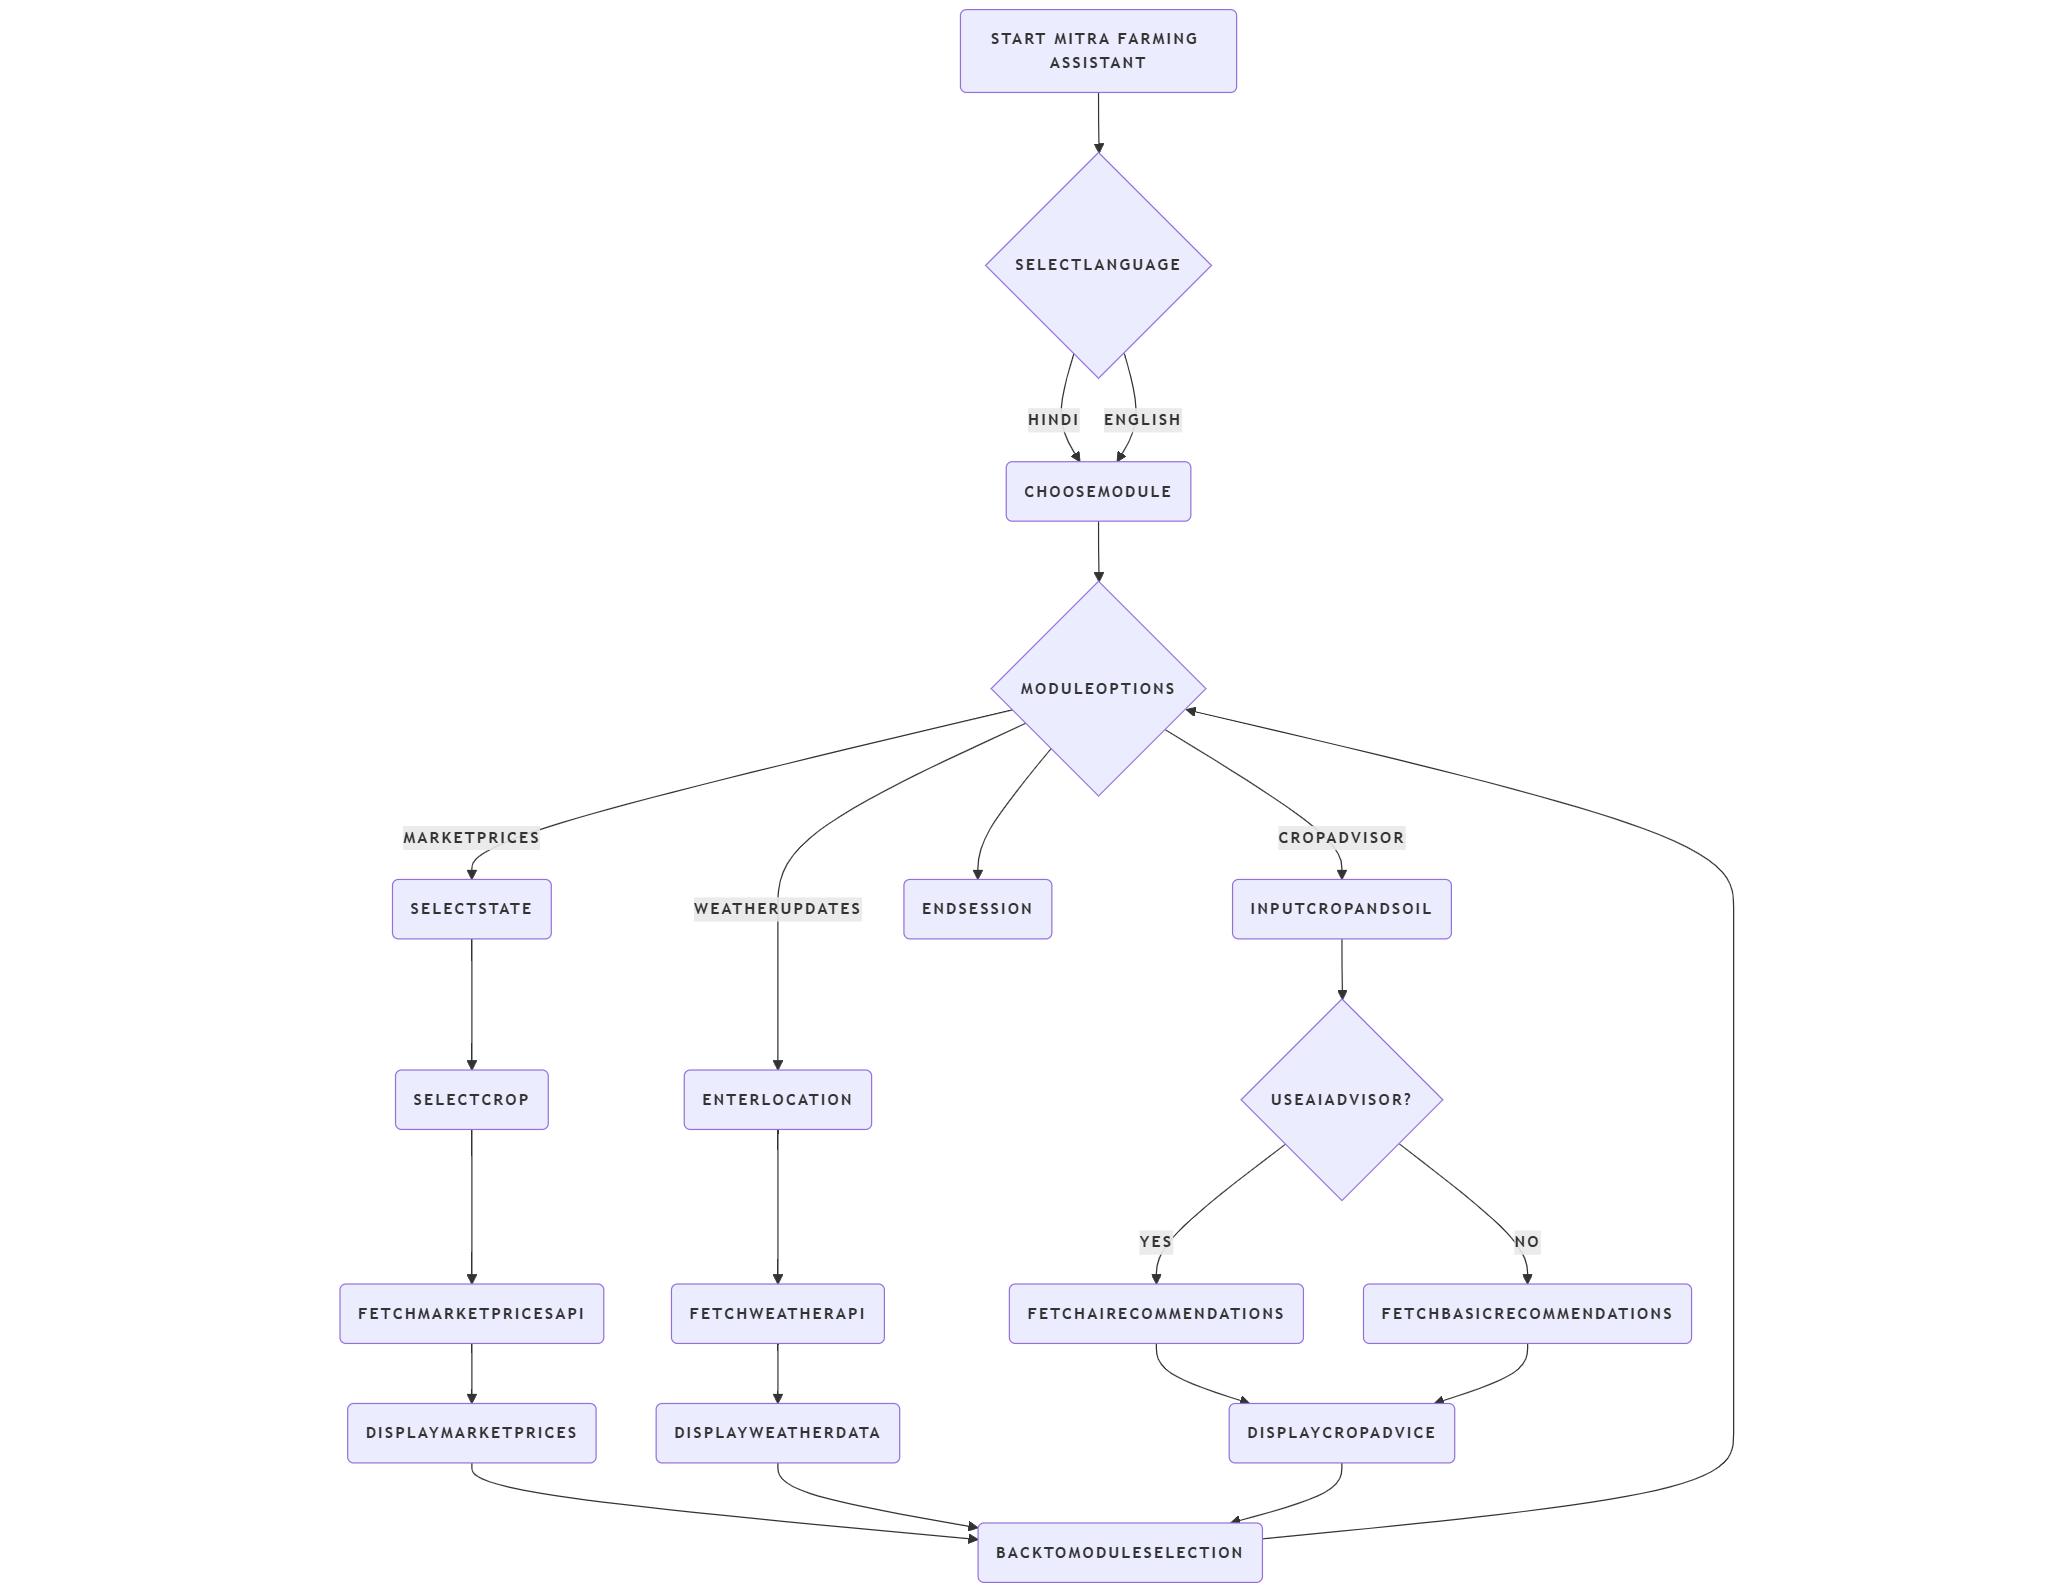 START MITRA FARMING
ASSISTANT
SELECTLANGUAGE
HINDI
ENGLISH
CHOOSEMODULE
MODULEOPTIONS
MARKETPRICES
CROPADVISOR
SELECTSTATE
WEATHERUPDATES
ENDSESSION
INPUTCROPANDSOIL
SELECTCROP
ENTERLOCATION
USEAIADVISOR?
YES
NO
FETCHMARKETPRICESAPI
FETCHWEATHERAPI
FETCHAIRECOMMENDATIONS
FETCHBASICRECOMMENDATIONS
DISPLAYMARKETPRICES
DISPLAYWEATHERDATA
DISPLAYCROPADVICE
BACKTOMODULESELECTION